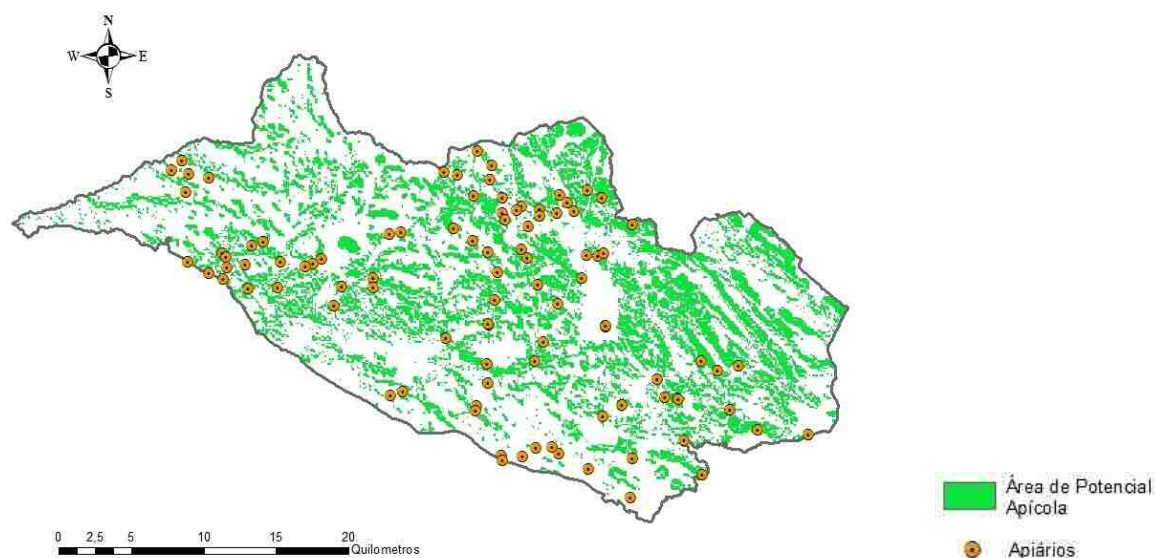 N
W E
S
Área de Potencial
Apícola
Apiários
0 2,5 5 10 15 20
Quilometros